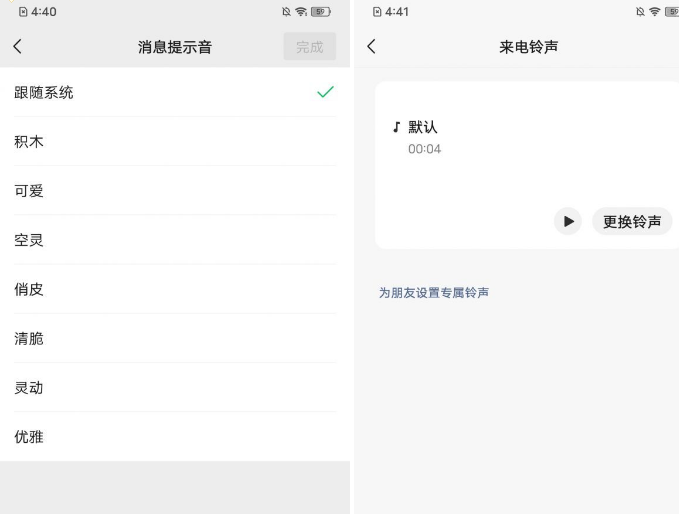 4:40
59
消息提示音
完成
跟随系统
积木
可爱
空灵
俏皮
清脆
灵动
优雅
4:41
59
来电铃声
默认
00:04
更换铃声
为朋友设置专属铃声